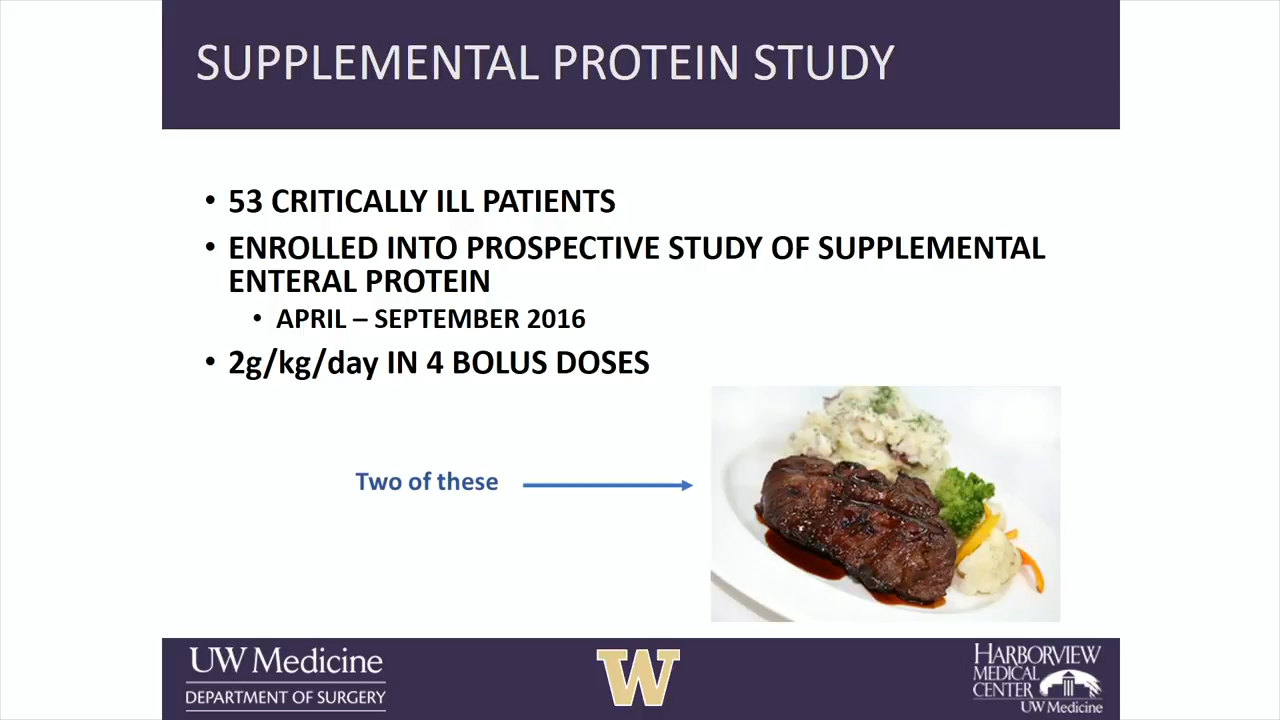 SUPPLEMENTAL PROTEIN STUDY
• 53 CRITICALLY ILL PATIENTS
• ENROLLED INTO PROSPECTIVE STUDY OF SUPPLEMENTAL
ENTERAL PROTEIN
• APRIL – SEPTEMBER 2016
• 2g/kg/day IN 4 BOLUS DOSES
Two of these
UW Medicine
DEPARTMENT OF SURGERY
W
HARBORVIEW
MEDICAL
CENTER
UW Medicine